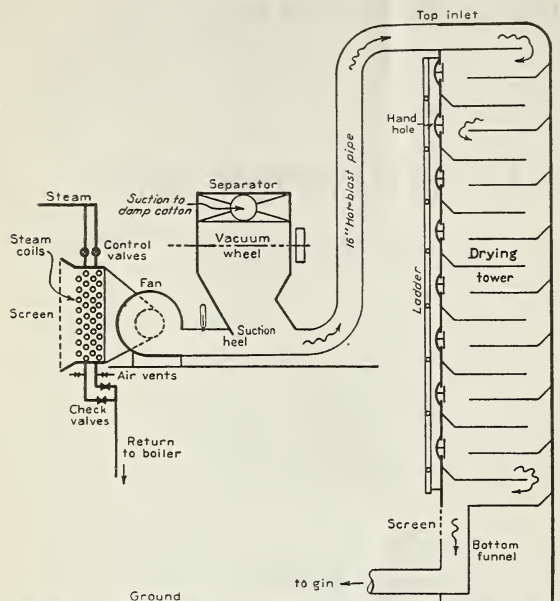 Top inlet
Hand
hole
16" Hot-blast pipe
Ladder
Drying
tower
Separator
Suction to
damp cotton
Vacuum
wheel
Steam
Steam
coils
Control
valves
Screen
Fan
Suction
heel
Air vents
Check
valves
Return
to boiler
Screen
Bottom
funnel
to gin
Ground